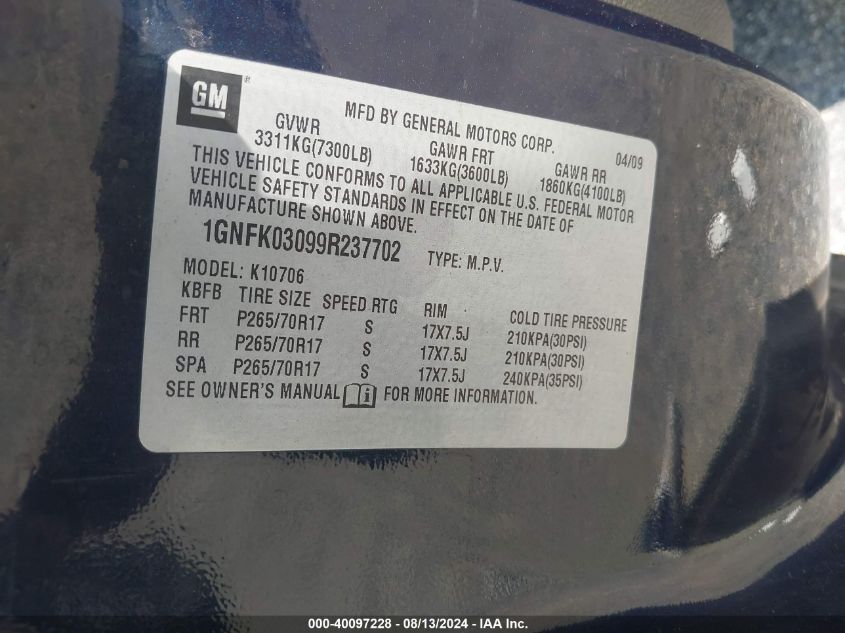 GM®
MFD BY GENERAL MOTORS CORP. 04/09
GVWR GAWR FRT GAWR RR
3311KG(7300LB) 1633KG(3600LB) 1860KG(4100LB)
THIS VEHICLE CONFORMS TO ALL APPLICABLE U.S. FEDERAL MOTOR
VEHICLE SAFETY STANDARDS IN EFFECT ON THE DATE OF
MANUFACTURE SHOWN ABOVE.
1GNFK03099R237702 TYPE: M.P.V.
MODEL: K10706
KBFB TIRE SIZE SPEED RTG RIM COLD TIRE PRESSURE
FRT P265/70R17 S 17X7.5J 210KPA(30PSI)
RR P265/70R17 S 17X7.5J 210KPA(30PSI)
SPA P265/70R17 S 17X7.5J 240KPA(35PSI)
SEE OWNER'S MANUAL i FOR MORE INFORMATION.
000-40097228 - 08/13/2024 - IAA Inc.